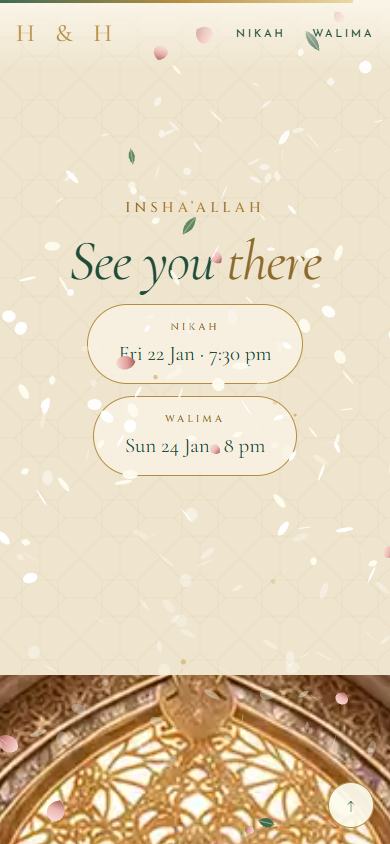 H & H
NIKAH WALIMA
INSHA'ALLAH
See you there
NIKAH
Fri 22 Jan · 7:30 pm
WALIMA
Sun 24 Jan · 8 pm
↑